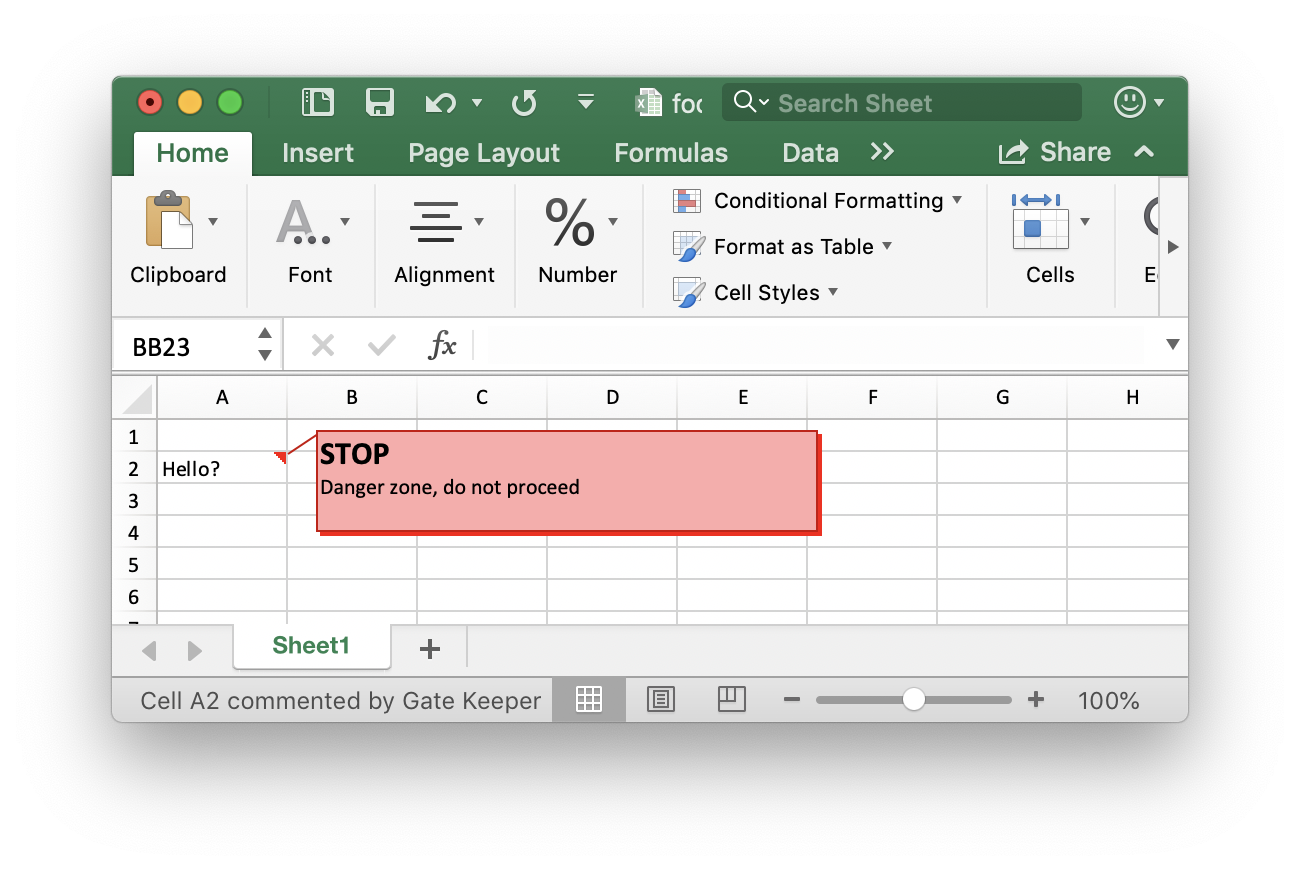 foo
Search Sheet
Home Insert Page Layout Formulas Data Share
Clipboard
Font
Alignment
%
Number
Conditional Formatting
Format as Table
Cell Styles
Cells
BB23
fx
A B C D E F G H
1
2 Hello?
3
4
5
6
STOP
Danger zone, do not proceed
Sheet1
Cell A2 commented by Gate Keeper
100%